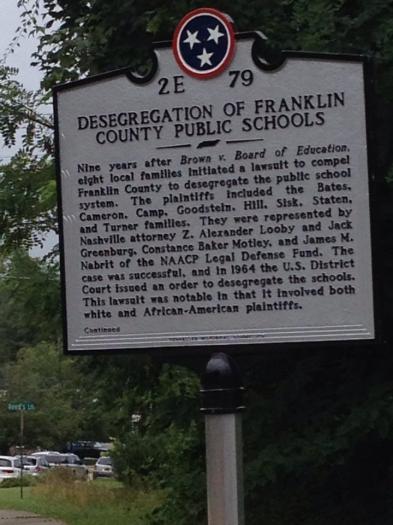 2E 79
DESEGREGATION OF FRANKLIN
COUNTY PUBLIC SCHOOLS
Nine years after Brown v. Board of Education,
eight local families initiated a lawsuit to compel
Franklin County to desegregate the public school
system. The plaintiffs included the Bates,
Cameron, Camp, Goodstein, Hill, Sisk, Staten,
and Turner families. They were represented by
Nashville attorney Z. Alexander Looby and Jack
Greenburg, Constance Baker Motley, and James M.
Nabrit of the NAACP Legal Defense Fund. The
case was successful, and in 1964 the U.S. District
Court issued an order to desegregate the schools.
This lawsuit was notable in that it involved both
white and African-American plaintiffs.
Continued
TENNESSEE HISTORICAL COMMISSION